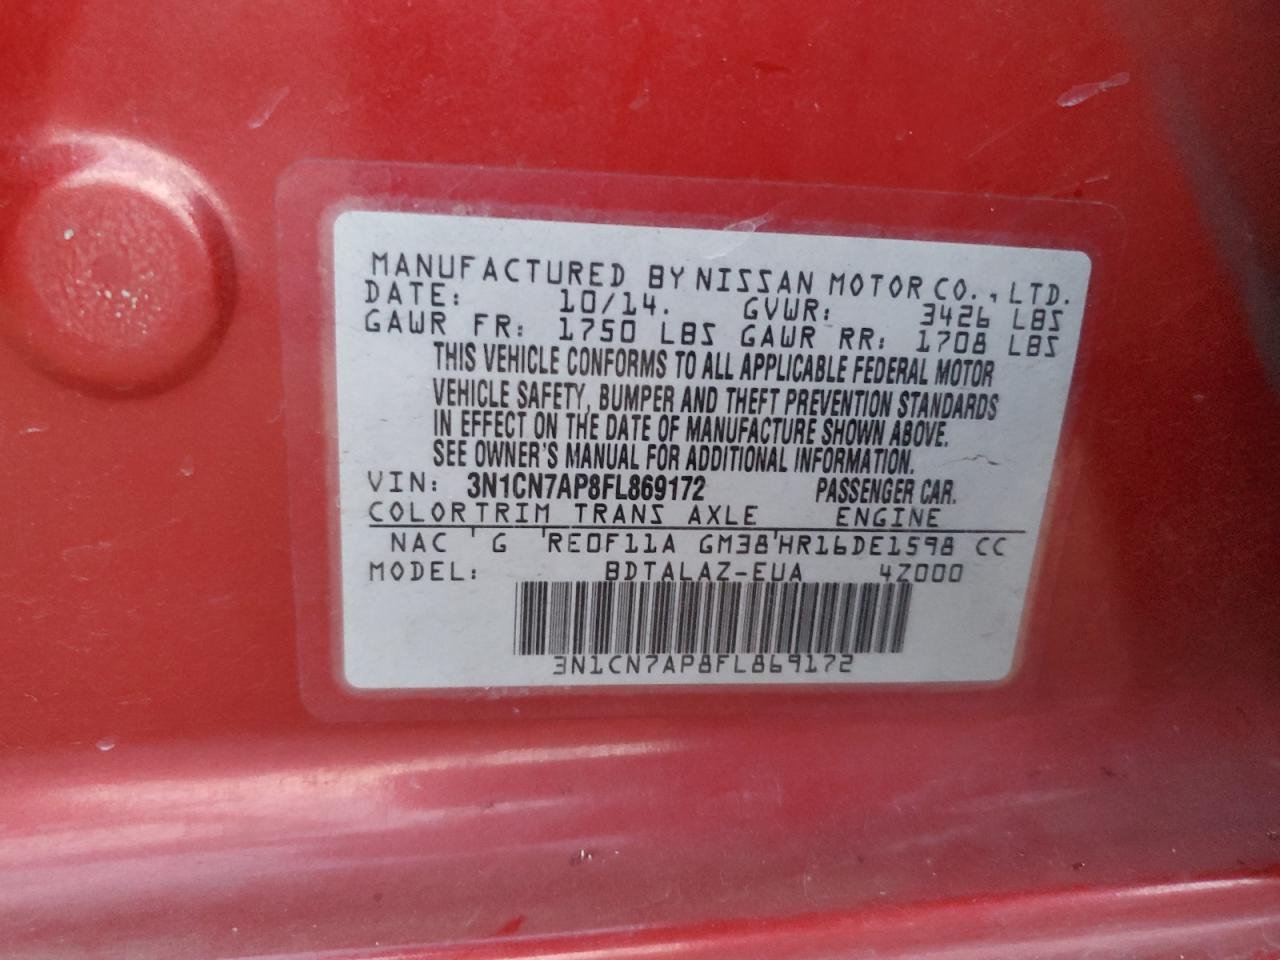 MANUFACTURED BY NISSAN MOTOR CO., LTD.
DATE: 10/14. GVWR: 3426 LBS
GAWR FR: 1750 LBS GAWR RR: 1708 LBS
THIS VEHICLE CONFORMS TO ALL APPLICABLE FEDERAL MOTOR
VEHICLE SAFETY, BUMPER AND THEFT PREVENTION STANDARDS
IN EFFECT ON THE DATE OF MANUFACTURE SHOWN ABOVE.
SEE OWNER'S MANUAL FOR ADDITIONAL INFORMATION.
VIN: 3N1CN7AP8FL869172 PASSENGER CAR.
COLORTRIM TRANS AXLE ENGINE
NAC ' G 'RE0F11A GM38'HR16DE1598 CC
MODEL: BDTALAZ-EUA 4Z000
3N1CN7AP8FL869172